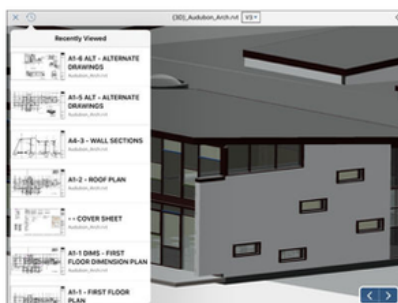 {3D}_Audubon_Arch.rvt V3
Recently Viewed
A1-6 ALT - ALTERNATE
DRAWINGS
Audubon_Arch.rvt
A1-5 ALT - ALTERNATE
DRAWINGS
Audubon_Arch.rvt
A4-3 - WALL SECTIONS
Audubon_Arch.rvt
A1-2 - ROOF PLAN
Audubon_Arch.rvt
- - COVER SHEET
Audubon_Arch.rvt
A1-1 DIMS - FIRST
FLOOR DIMENSION PLAN
Audubon_Arch.rvt
A1-1 - FIRST FLOOR
PLAN